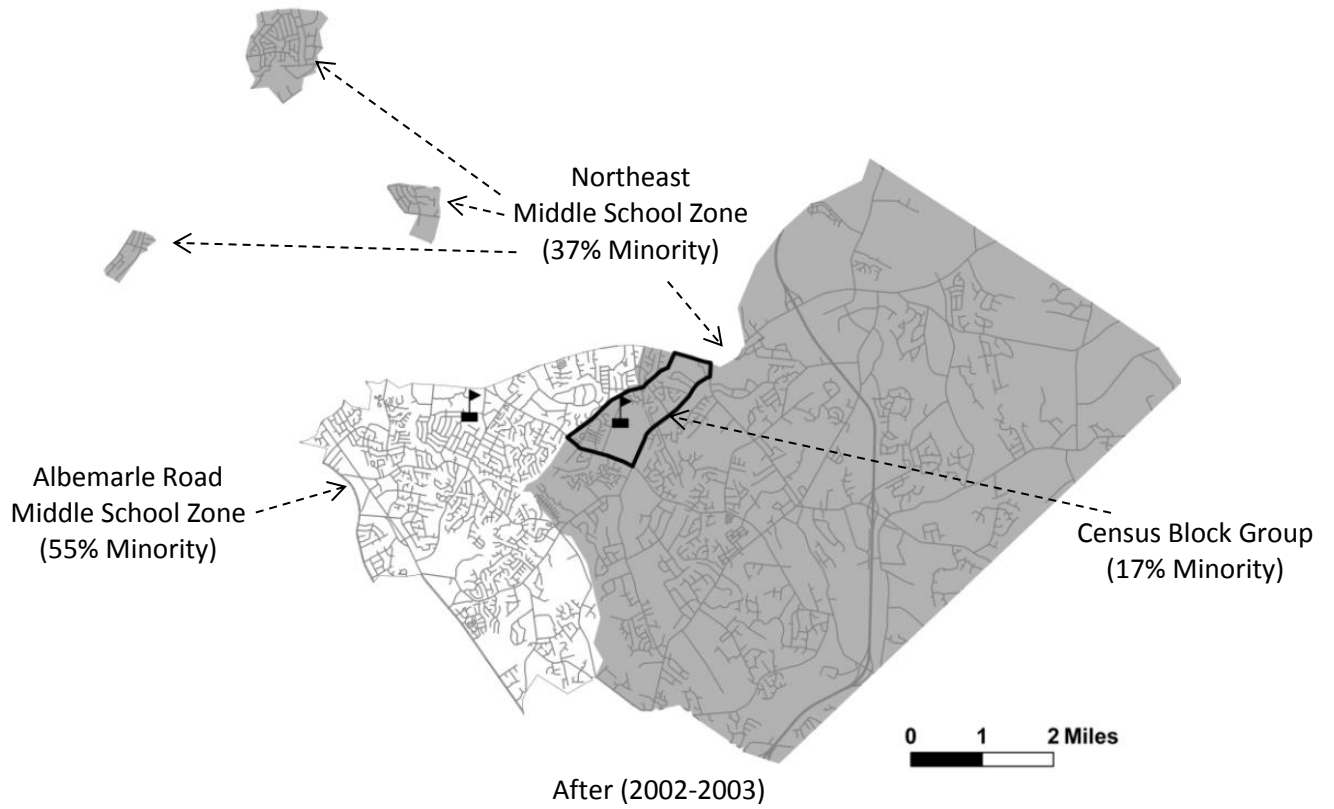 Northeast
Middle School Zone
(37% Minority)
Albemarle Road
Middle School Zone
(55% Minority)
Census Block Group
(17% Minority)
0 1 2 Miles
After (2002-2003)